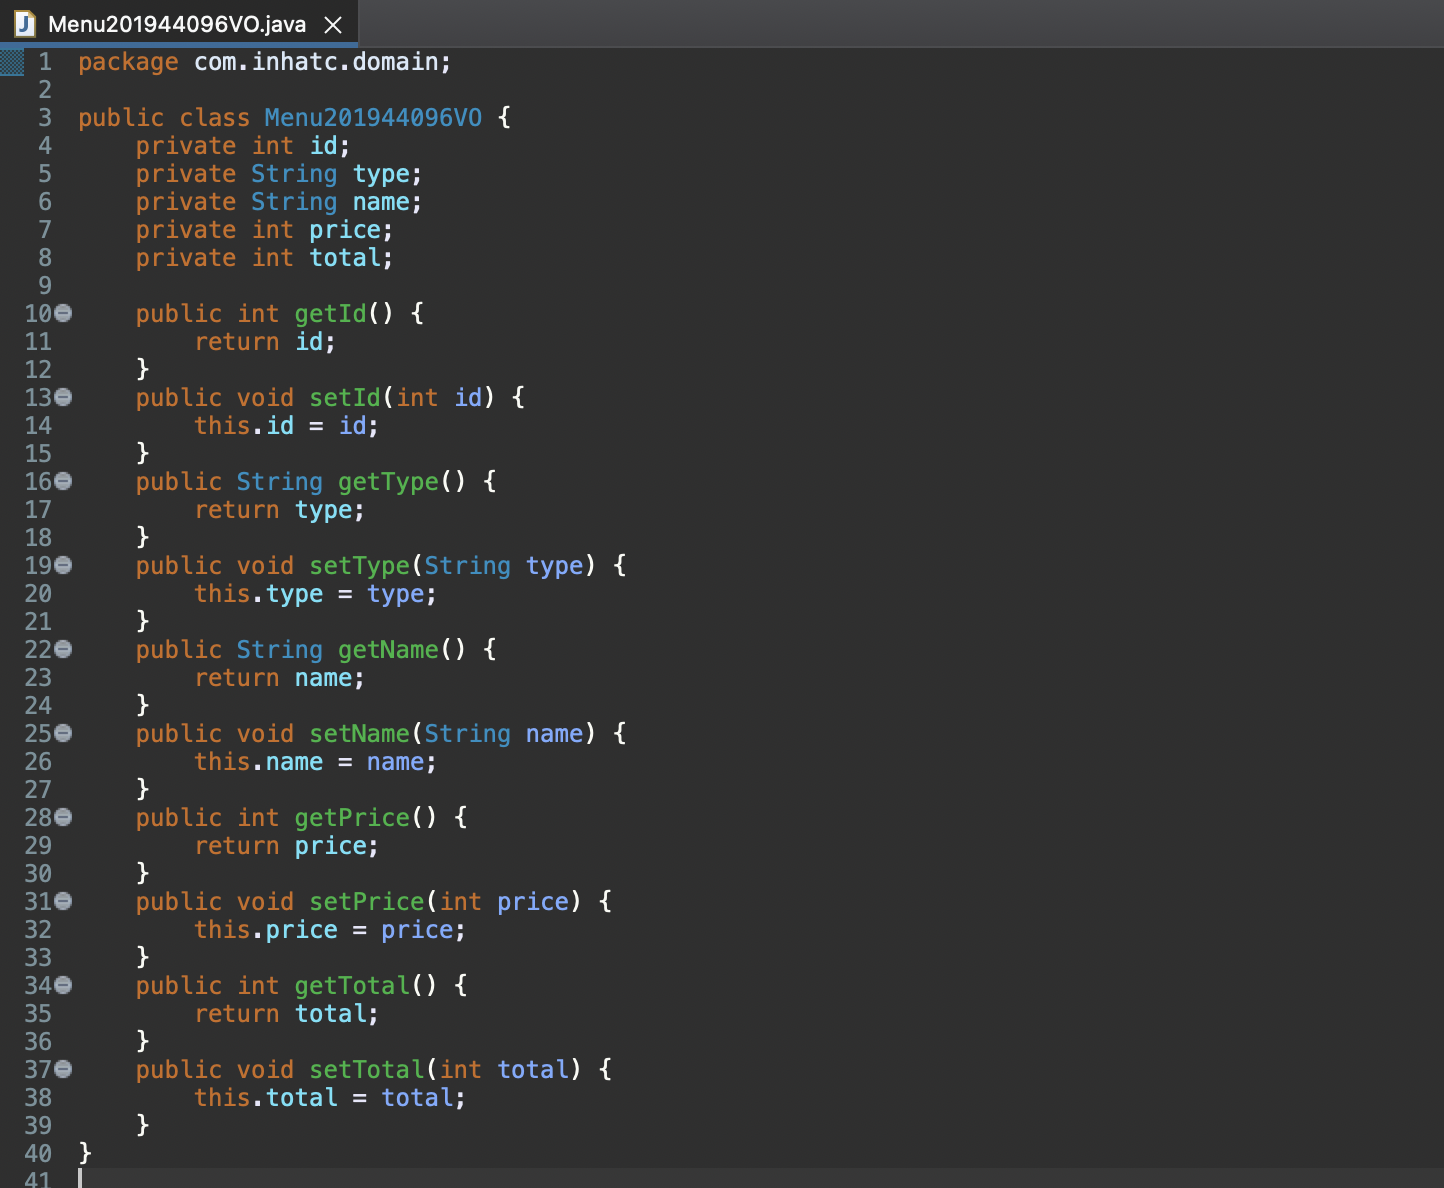 Menu201944096VO.java
1 package com.inhatc.domain;
2
3 public class Menu201944096VO {
4     private int id;
5     private String type;
6     private String name;
7     private int price;
8     private int total;
9
10     public int getId() {
11         return id;
12     }
13     public void setId(int id) {
14         this.id = id;
15     }
16     public String getType() {
17         return type;
18     }
19     public void setType(String type) {
20         this.type = type;
21     }
22     public String getName() {
23         return name;
24     }
25     public void setName(String name) {
26         this.name = name;
27     }
28     public int getPrice() {
29         return price;
30     }
31     public void setPrice(int price) {
32         this.price = price;
33     }
34     public int getTotal() {
35         return total;
36     }
37     public void setTotal(int total) {
38         this.total = total;
39     }
40 }
41